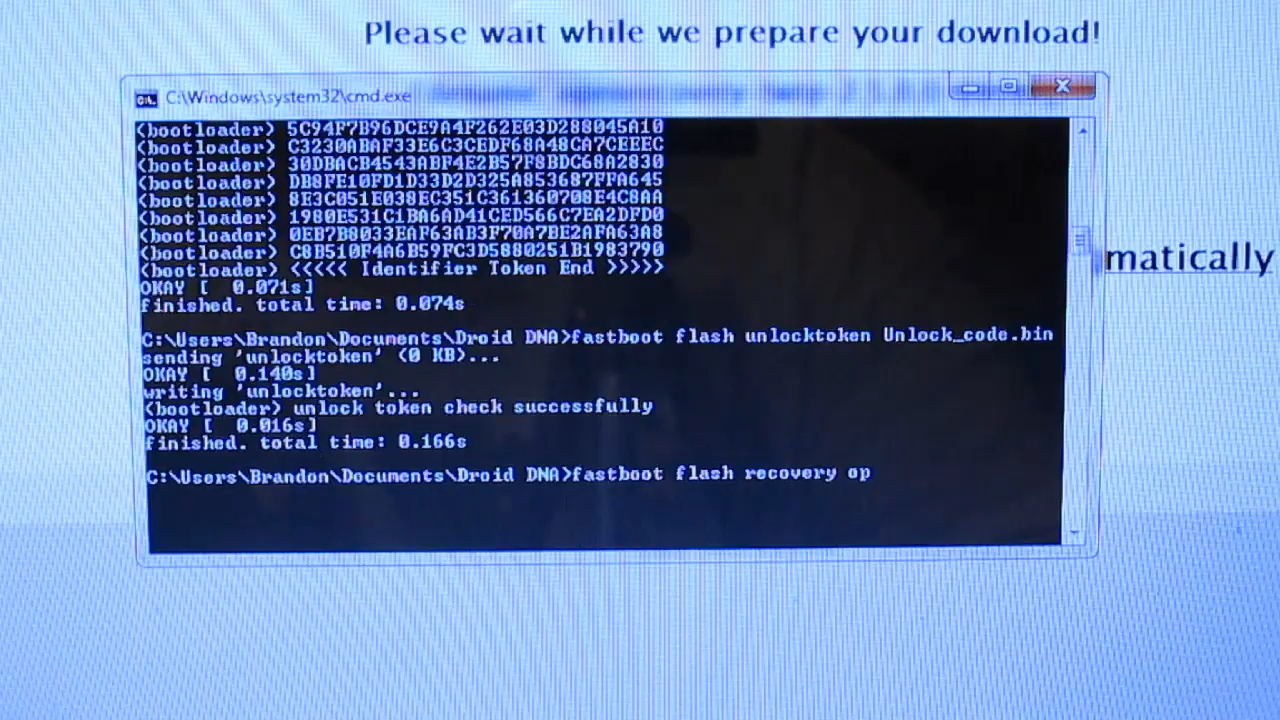 Please wait while we prepare your download!
C:\Windows\system32\cmd.exe
(bootloader) 5C94F7B96DCE9A4F262E03D288045A10
(bootloader) C3230ABAF33E6C3CEDF68A48CA7CEEEC
(bootloader) 30DBACB4543ABF4E2B57F8BDC68A2830
(bootloader) DB8FE10FD1D33D2D325A853687FFA645
(bootloader) 8E3C051E038EC351C361360708E4C8AA
(bootloader) 1980E531C1BA6AD41CED566C7EA2DFD0
(bootloader) 0EB7B8033EAF63AB3F70A7BE2AFA63A8
(bootloader) C8B510F4A6B59FC3D5880251B1983790
(bootloader) <<<<< Identifier Token End >>>>>
OKAY [  0.071s]
finished. total time: 0.074s
matically
C:\Users\Brandon\Documents\Droid DNA>fastboot flash unlocktoken Unlock_code.bin
sending 'unlocktoken' (0 KB)...
OKAY [  0.140s]
writing 'unlocktoken'...
(bootloader) unlock token check successfully
OKAY [  0.016s]
finished. total time: 0.166s
C:\Users\Brandon\Documents\Droid DNA>fastboot flash recovery op